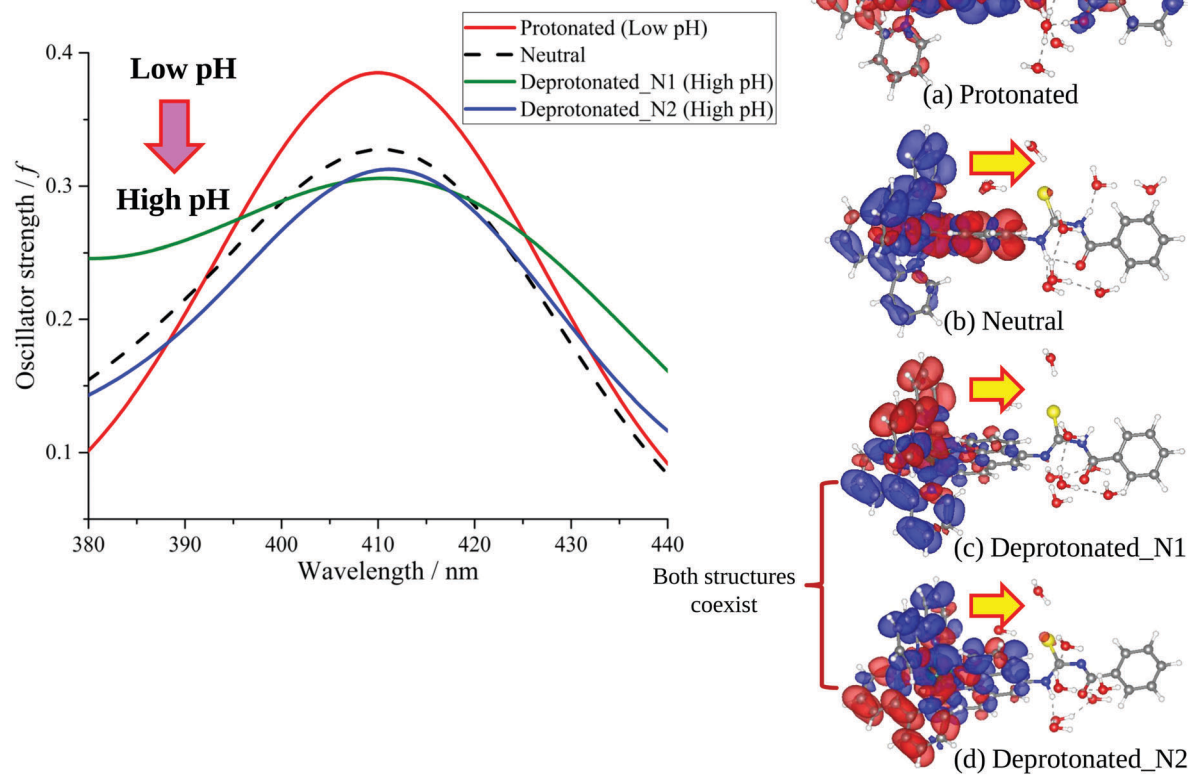 Protonated (Low pH)
Neutral
Deprotonated_N1 (High pH)
Deprotonated_N2 (High pH)
Low pH
High pH
Oscillator strength / f
0.4
0.3
0.2
0.1
380
390
400
410
420
430
440
Wavelength / nm
(a) Protonated
(b) Neutral
(c) Deprotonated_N1
Both structures
coexist
(d) Deprotonated_N2